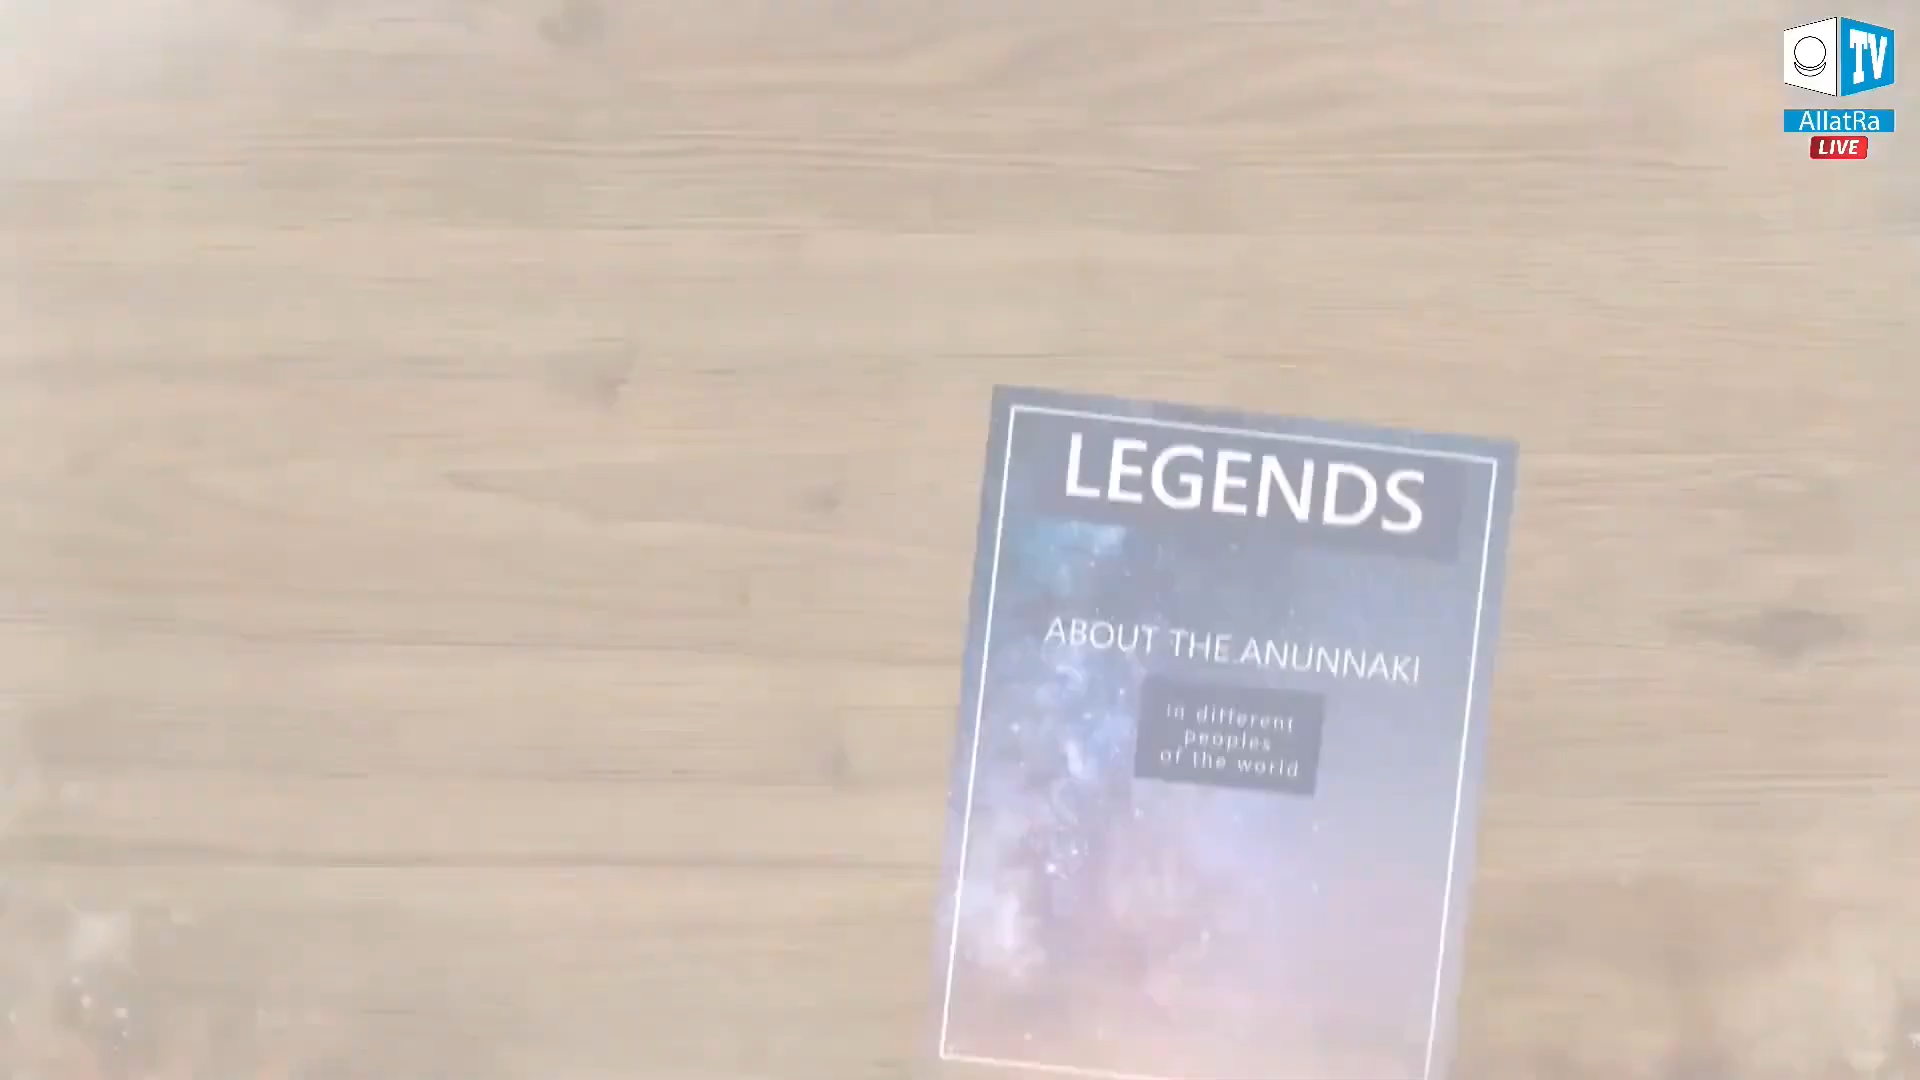 TV
AllatRa
LIVE
LEGENDS
ABOUT THE ANUNNAKI
in different
peoples
of the world